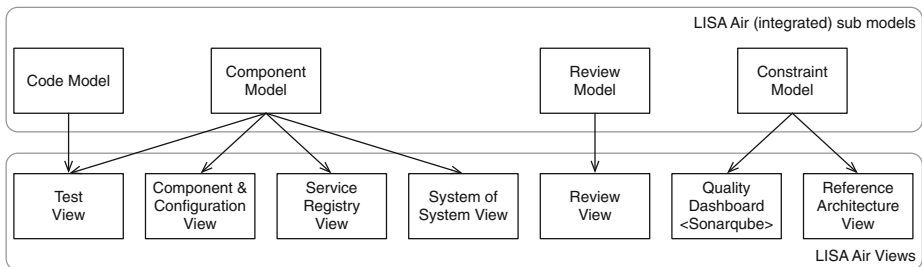 LISA Air (integrated) sub models
Code Model
Component
Model
Review
Model
Constraint
Model
Test
View
Component &
Configuration
View
Service
Registry
View
System of
System View
Review
View
Quality
Dashboard
<Sonarqube>
Reference
Architecture
View
LISA Air Views